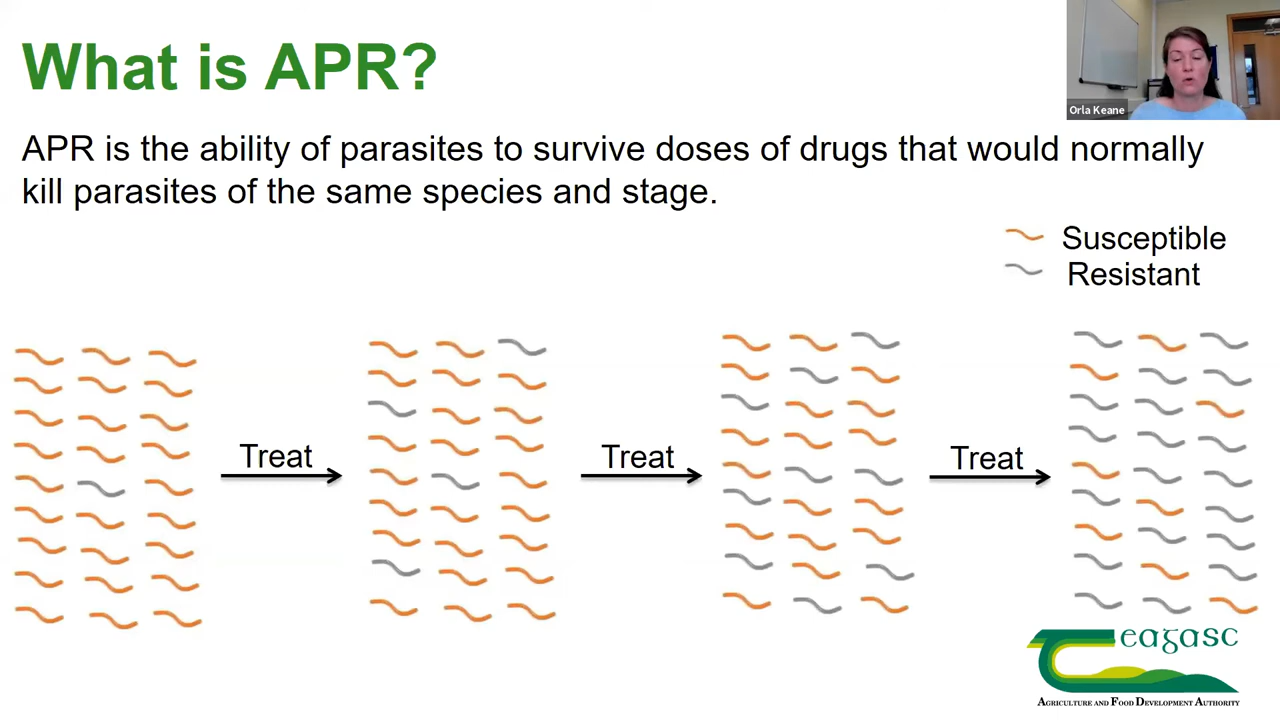 What is APR?
Orla Keane
APR is the ability of parasites to survive doses of drugs that would normally
kill parasites of the same species and stage.
Susceptible
Resistant
Treat
Treat
Treat
eagasc
AGRICULTURE AND FOOD DEVELOPMENT AUTHORITY